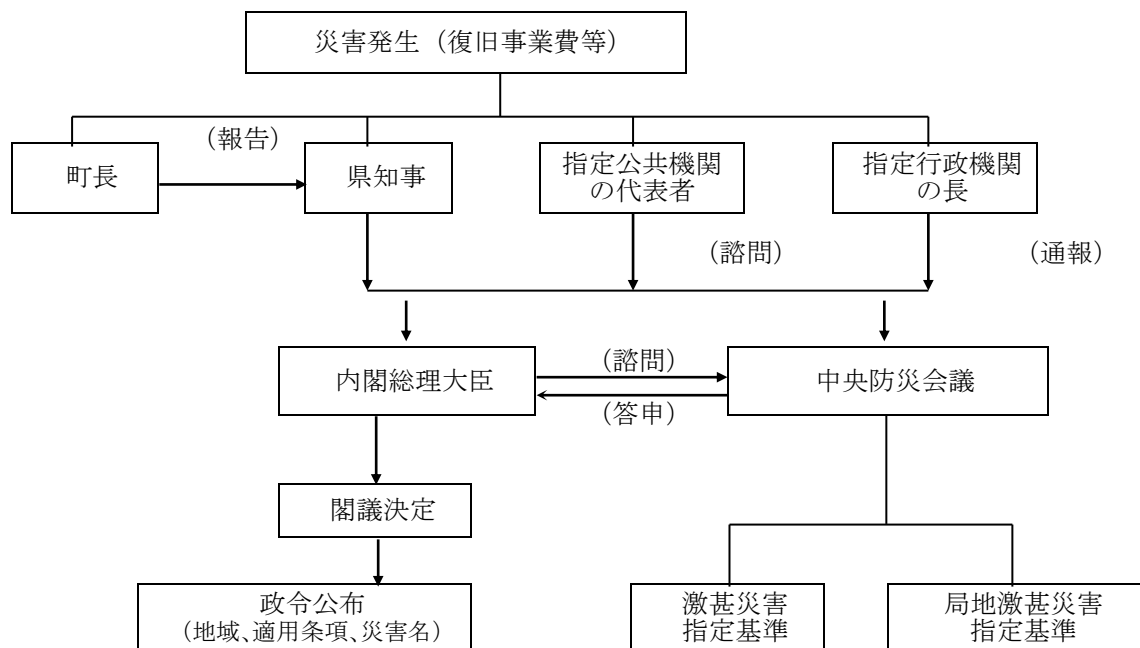 災害発生（復旧事業費等）
（報告）
町長
県知事
指定公共機関
の代表者
指定行政機関
の長
（諮問）
（通報）
内閣総理大臣
（諮問）
（答申）
中央防災会議
閣議決定
政令公布
（地域、適用条項、災害名）
激甚災害
指定基準
局地激甚災害
指定基準